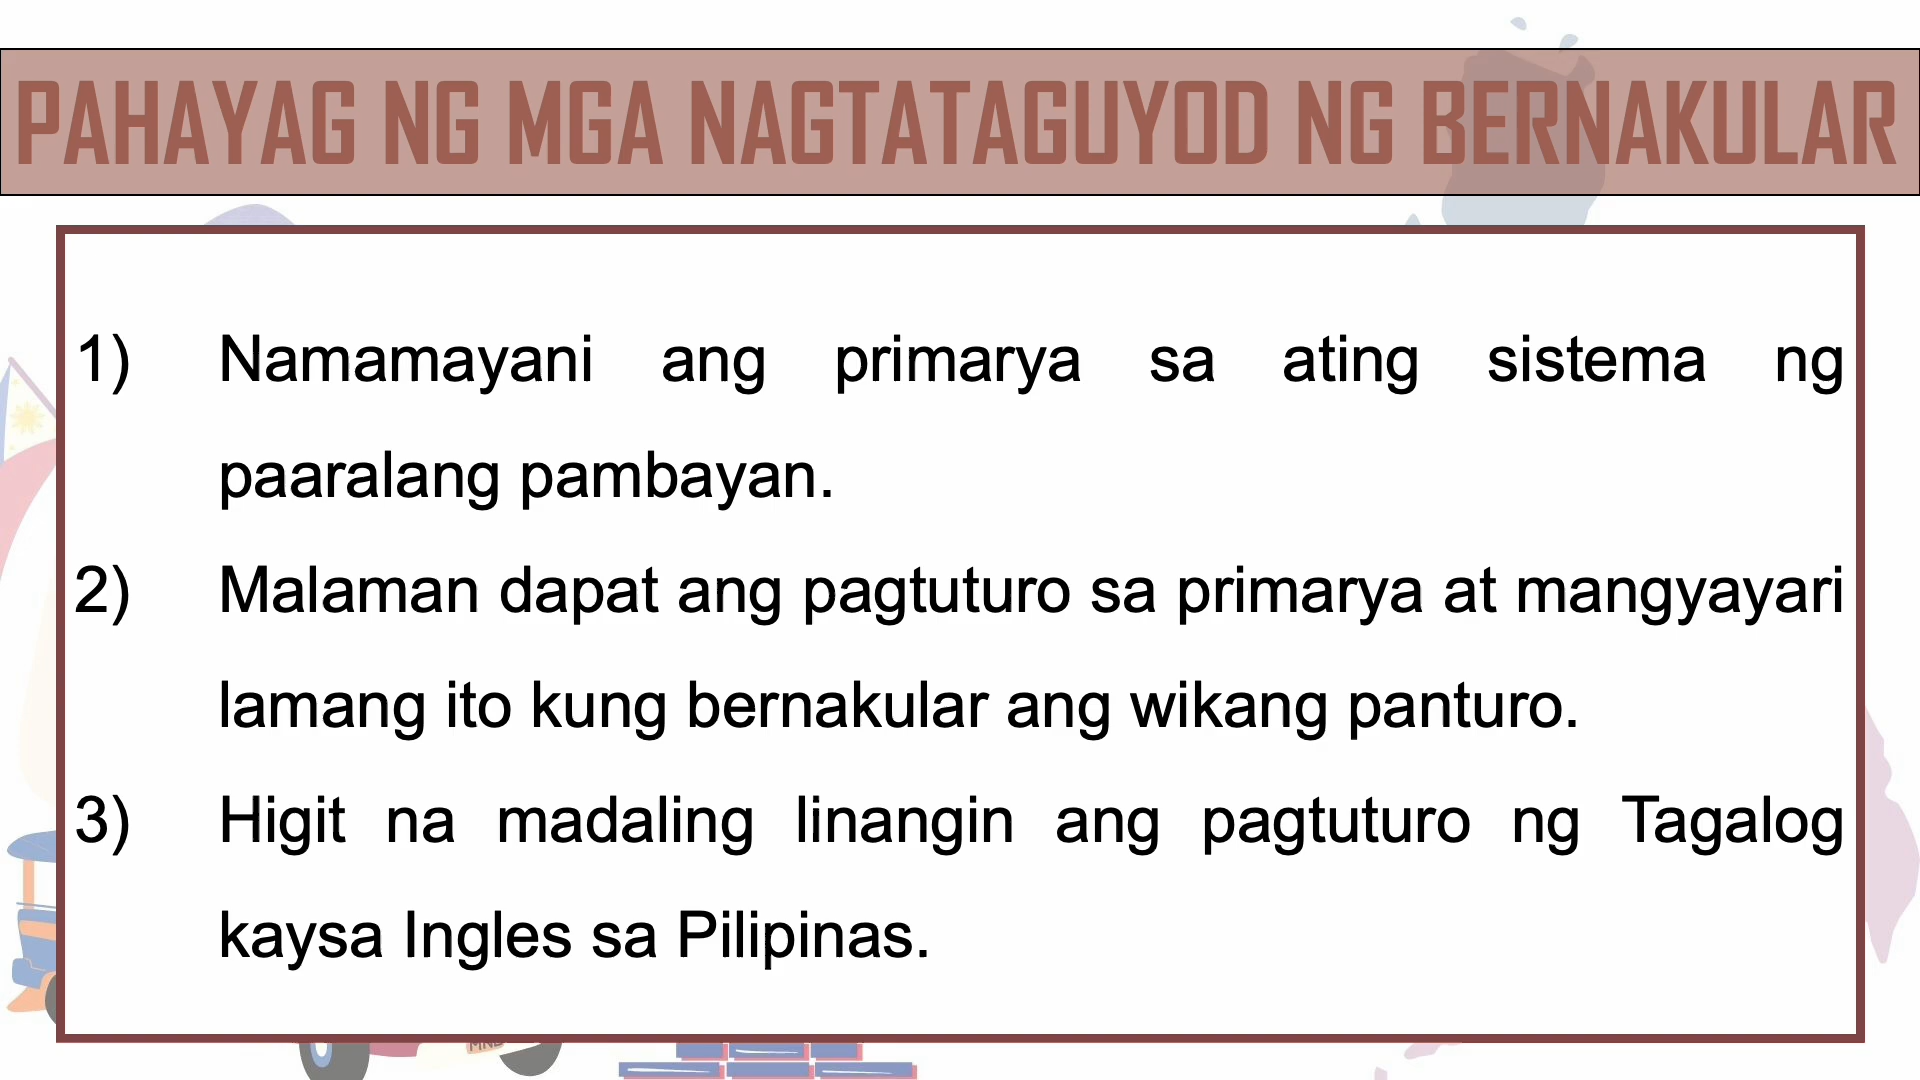 PAHAYAG NG MGA NAGTATAGUYOD NG BERNAKULAR
1) Namamayani ang primarya sa ating sistema ng
paaralang pambayan.
2) Malaman dapat ang pagtuturo sa primarya at mangyayari
lamang ito kung bernakular ang wikang panturo.
3) Higit na madaling linangin ang pagtuturo ng Tagalog
kaysa Ingles sa Pilipinas.